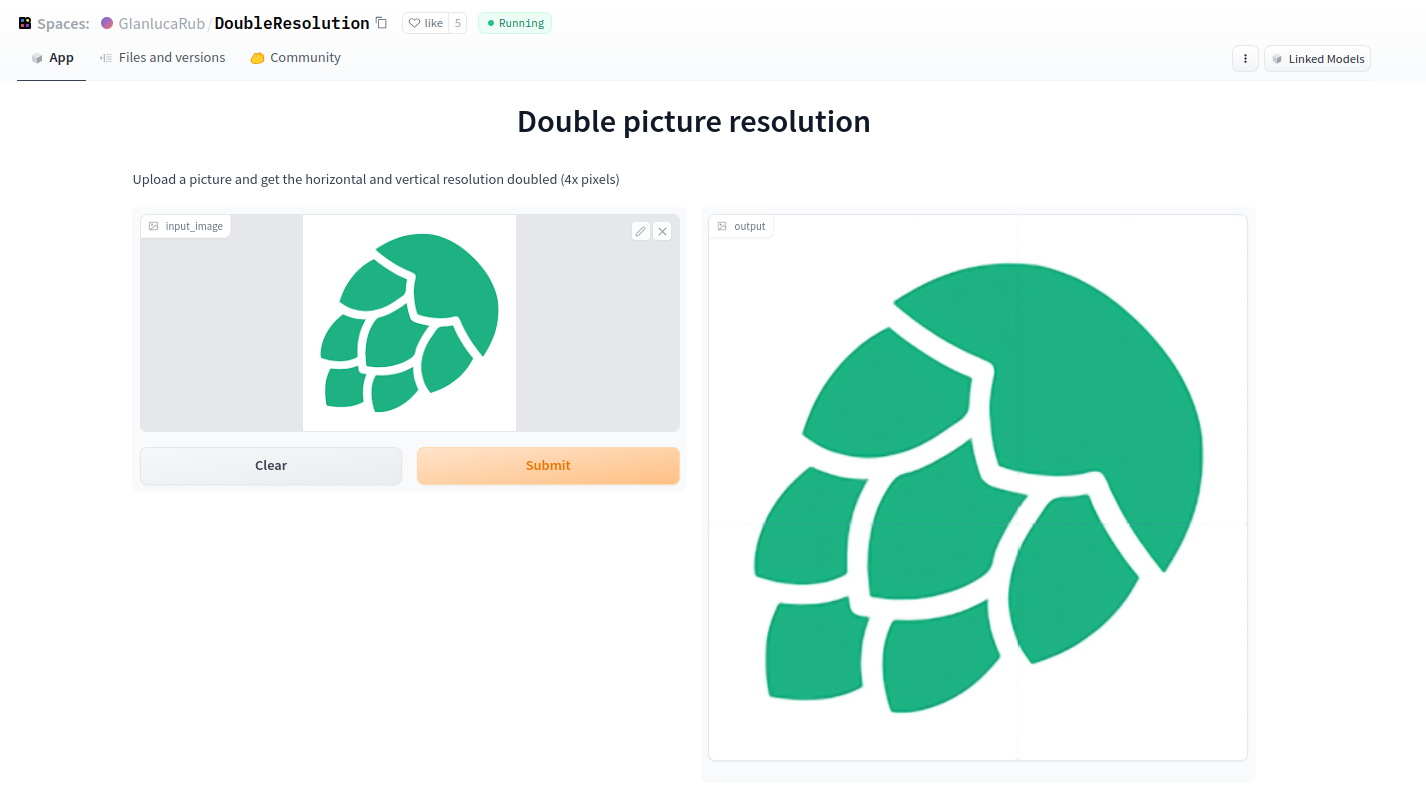 Spaces: GIanlucaRub/DoubleResolution like 5 Running
App Files and versions Community Linked Models
Double picture resolution
Upload a picture and get the horizontal and vertical resolution doubled (4x pixels)
input_image
output
Clear Submit